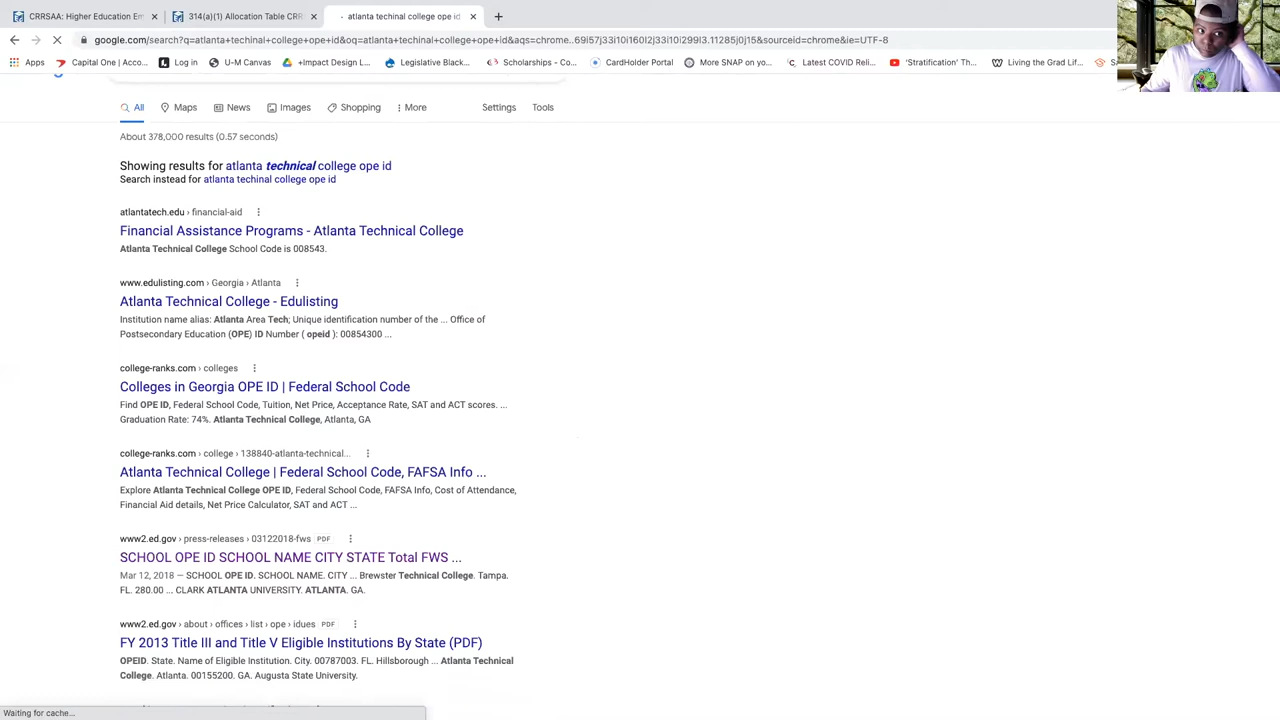 CRRSAA: Higher Education Em
314(a)(1) Allocation Table CRR
atlanta techinal college ope id
google.com/search?q=atlanta+techinal+college+ope+id&oq=atlanta+techinal+college+ope+id&aqs=chrome..69i57j33i10i160l2j33i10i299l3.11285j0j15&sourceid=chrome&ie=UTF-8
Apps Capital One | Acco... Log in U-M Canvas +Impact Design L... Legislative Black... Scholarships – Co... CardHolder Portal More SNAP on you... Latest COVID Reli... 'Stratification' Th... Living the Grad Lif...
All Maps News Images Shopping More Settings Tools
About 378,000 results (0.57 seconds)
Showing results for atlanta technical college ope id
Search instead for atlanta techinal college ope id
atlantatech.edu › financial-aid
Financial Assistance Programs - Atlanta Technical College
Atlanta Technical College School Code is 008543.
www.edulisting.com › Georgia › Atlanta
Atlanta Technical College - Edulisting
Institution name alias: Atlanta Area Tech; Unique identification number of the ... Office of
Postsecondary Education (OPE) ID Number ( opeid ): 00854300 ...
college-ranks.com › colleges
Colleges in Georgia OPE ID | Federal School Code
Find OPE ID, Federal School Code, Tuition, Net Price, Acceptance Rate, SAT and ACT scores. ...
Graduation Rate: 74%. Atlanta Technical College, Atlanta, GA
college-ranks.com › college › 138840-atlanta-technical...
Atlanta Technical College | Federal School Code, FAFSA Info ...
Explore Atlanta Technical College OPE ID, Federal School Code, FAFSA Info, Cost of Attendance,
Financial Aid details, Net Price Calculator, SAT and ACT ...
www2.ed.gov › press-releases › 03122018-fws PDF
SCHOOL OPE ID SCHOOL NAME CITY STATE Total FWS ...
Mar 12, 2018 — SCHOOL OPE ID. SCHOOL NAME. CITY ... Brewster Technical College. Tampa.
FL. 280.00 ... CLARK ATLANTA UNIVERSITY. ATLANTA. GA.
www2.ed.gov › about › offices › list › ope › idues PDF
FY 2013 Title III and Title V Eligible Institutions By State (PDF)
OPEID. State. Name of Eligible Institution. City. 00787003. FL. Hillsborough ... Atlanta Technical
College. Atlanta. 00155200. GA. Augusta State University.
Waiting for cache...